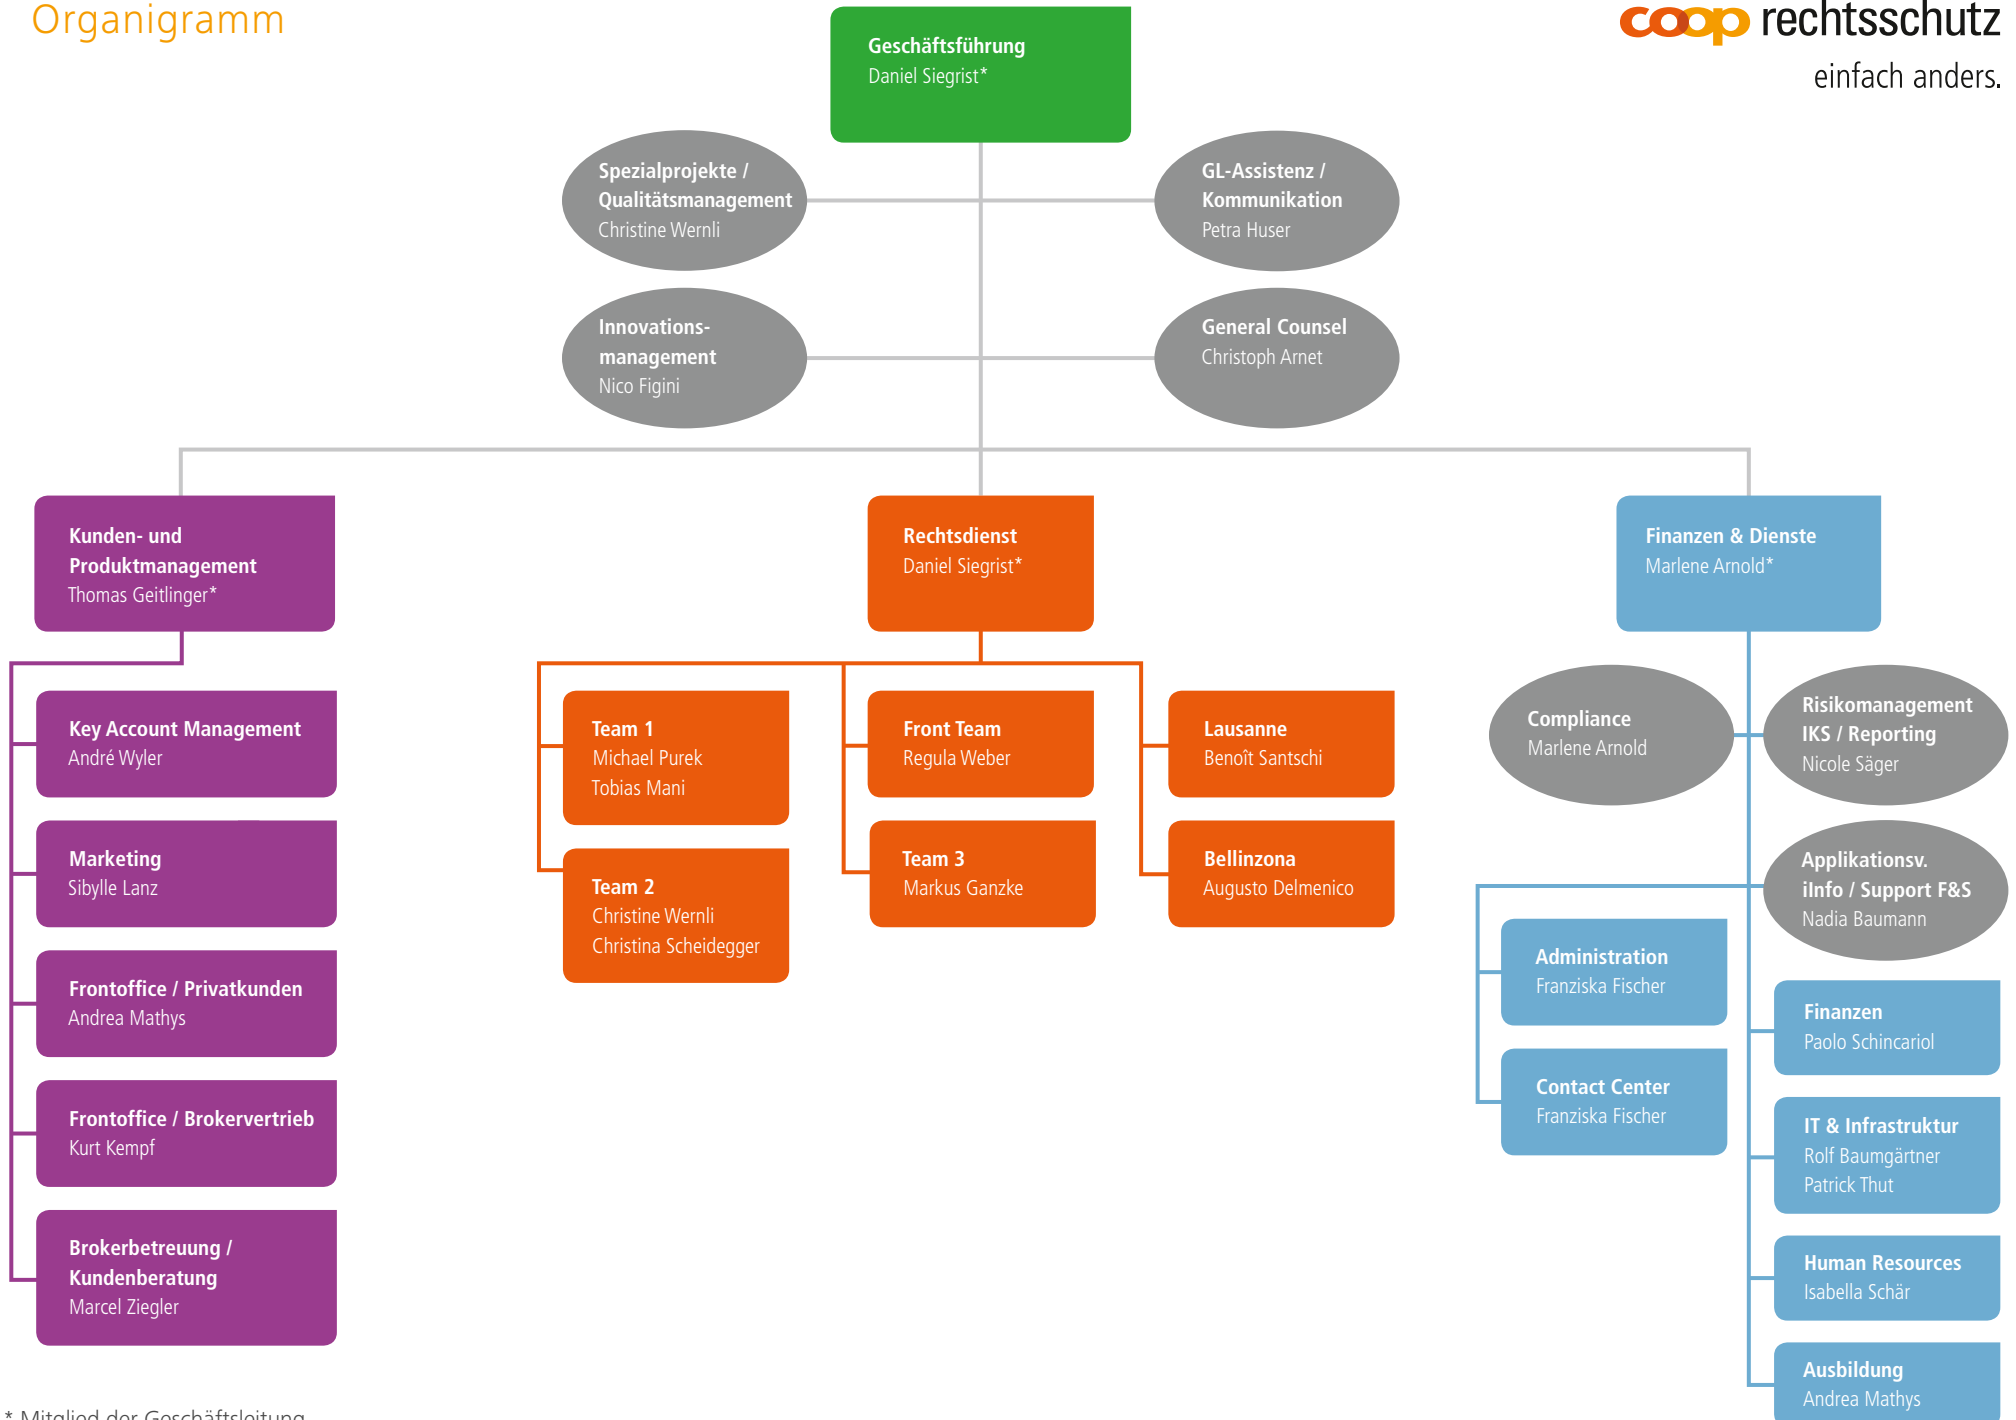 Organigramm
coop rechtsschutz
einfach anders.
Geschäftsführung
Daniel Siegrist*
Spezialprojekte /
Qualitätsmanagement
Christine Wernli
GL-Assistenz /
Kommunikation
Petra Huser
Innovations-
management
Nico Figini
General Counsel
Christoph Arnet
Kunden- und
Produktmanagement
Thomas Geitlinger*
Rechtsdienst
Daniel Siegrist*
Finanzen & Dienste
Marlene Arnold*
Key Account Management
André Wyler
Marketing
Sibylle Lanz
Frontoffice / Privatkunden
Andrea Mathys
Frontoffice / Brokervertrieb
Kurt Kempf
Brokerbetreuung /
Kundenberatung
Marcel Ziegler
Team 1
Michael Purek
Tobias Mani
Team 2
Christine Wernli
Christina Scheidegger
Front Team
Regula Weber
Team 3
Markus Ganzke
Lausanne
Benoît Santschi
Bellinzona
Augusto Delmenico
Compliance
Marlene Arnold
Risikomanagement
IKS / Reporting
Nicole Säger
Applikationsv.
iInfo / Support F&S
Nadia Baumann
Administration
Franziska Fischer
Contact Center
Franziska Fischer
Finanzen
Paolo Schincariol
IT & Infrastruktur
Rolf Baumgärtner
Patrick Thut
Human Resources
Isabella Schär
Ausbildung
Andrea Mathys
* Mitglied der Geschäftsleitung